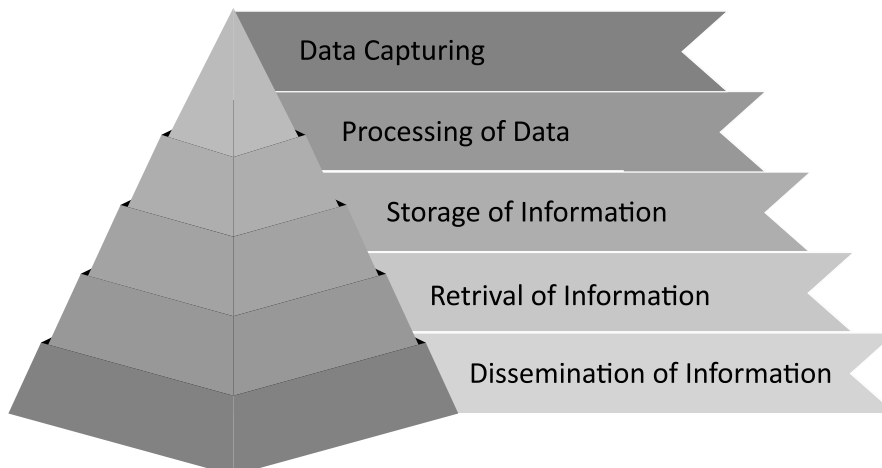 Data Capturing
Processing of Data
Storage of Information
Retrival of Information
Dissemination of Information